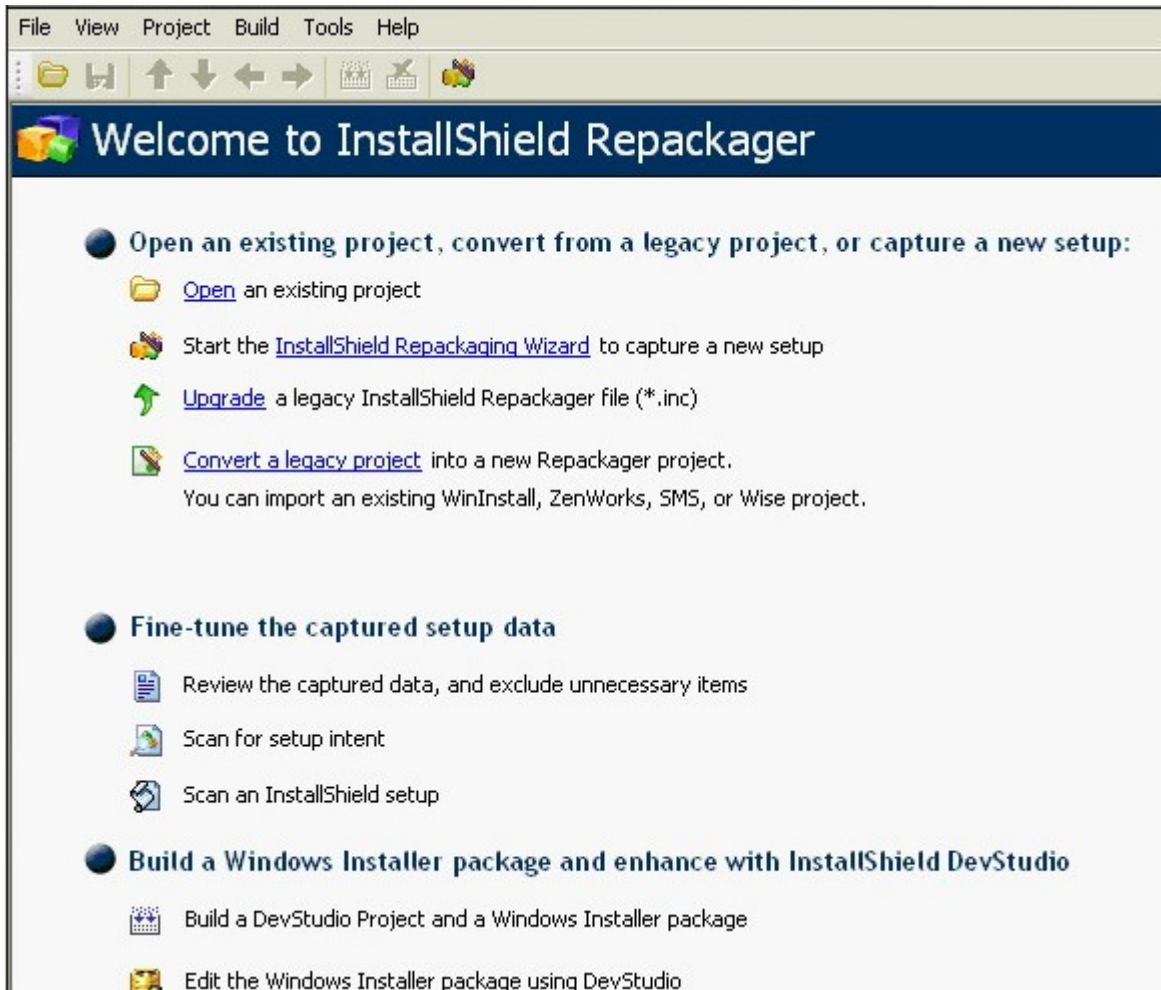 File View Project Build Tools Help
Welcome to InstallShield Repackager
Open an existing project, convert from a legacy project, or capture a new setup:
Open an existing project
Start the InstallShield Repackaging Wizard to capture a new setup
Upgrade a legacy InstallShield Repackager file (*.inc)
Convert a legacy project into a new Repackager project.
You can import an existing WinInstall, ZenWorks, SMS, or Wise project.
Fine-tune the captured setup data
Review the captured data, and exclude unnecessary items
Scan for setup intent
Scan an InstallShield setup
Build a Windows Installer package and enhance with InstallShield DevStudio
Build a DevStudio Project and a Windows Installer package
Edit the Windows Installer package using DevStudio